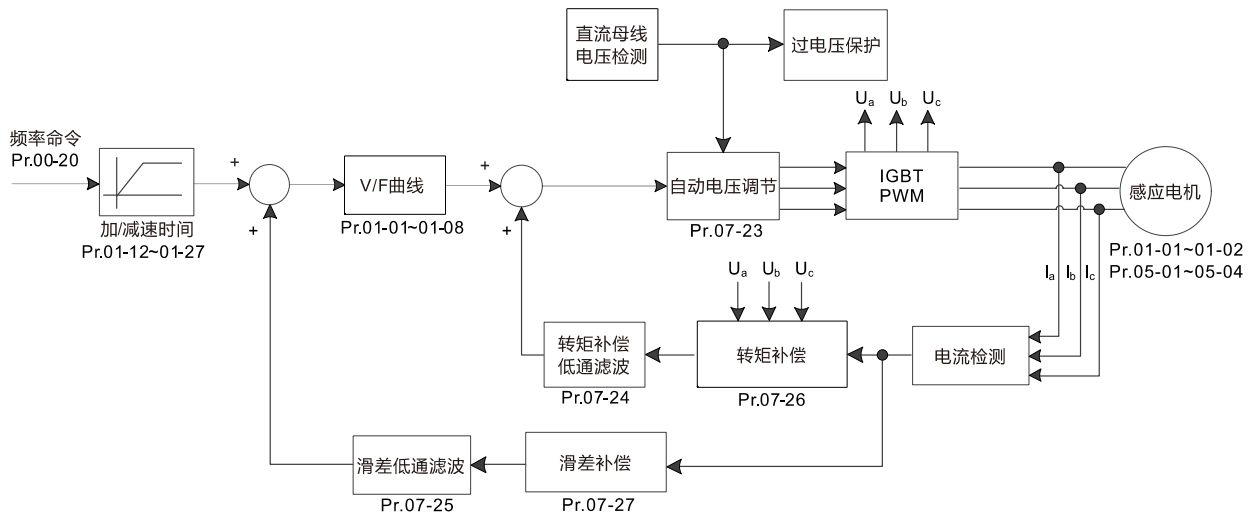 直流母线
电压检测
过电压保护
Ua
Ub
Uc
频率命令
Pr.00-20
+
+
V/F曲线
自动电压调节
IGBT
PWM
感应电机
加/减速时间
Pr.01-12~01-27
+
Pr.01-01~01-08
+
Pr.07-23
Pr.01-01~01-02
Pr.05-01~05-04
Ua
Ub
Uc
Ia
Ib
Ic
转矩补偿
低通滤波
转矩补偿
电流检测
Pr.07-24
Pr.07-26
滑差低通滤波
滑差补偿
Pr.07-25
Pr.07-27